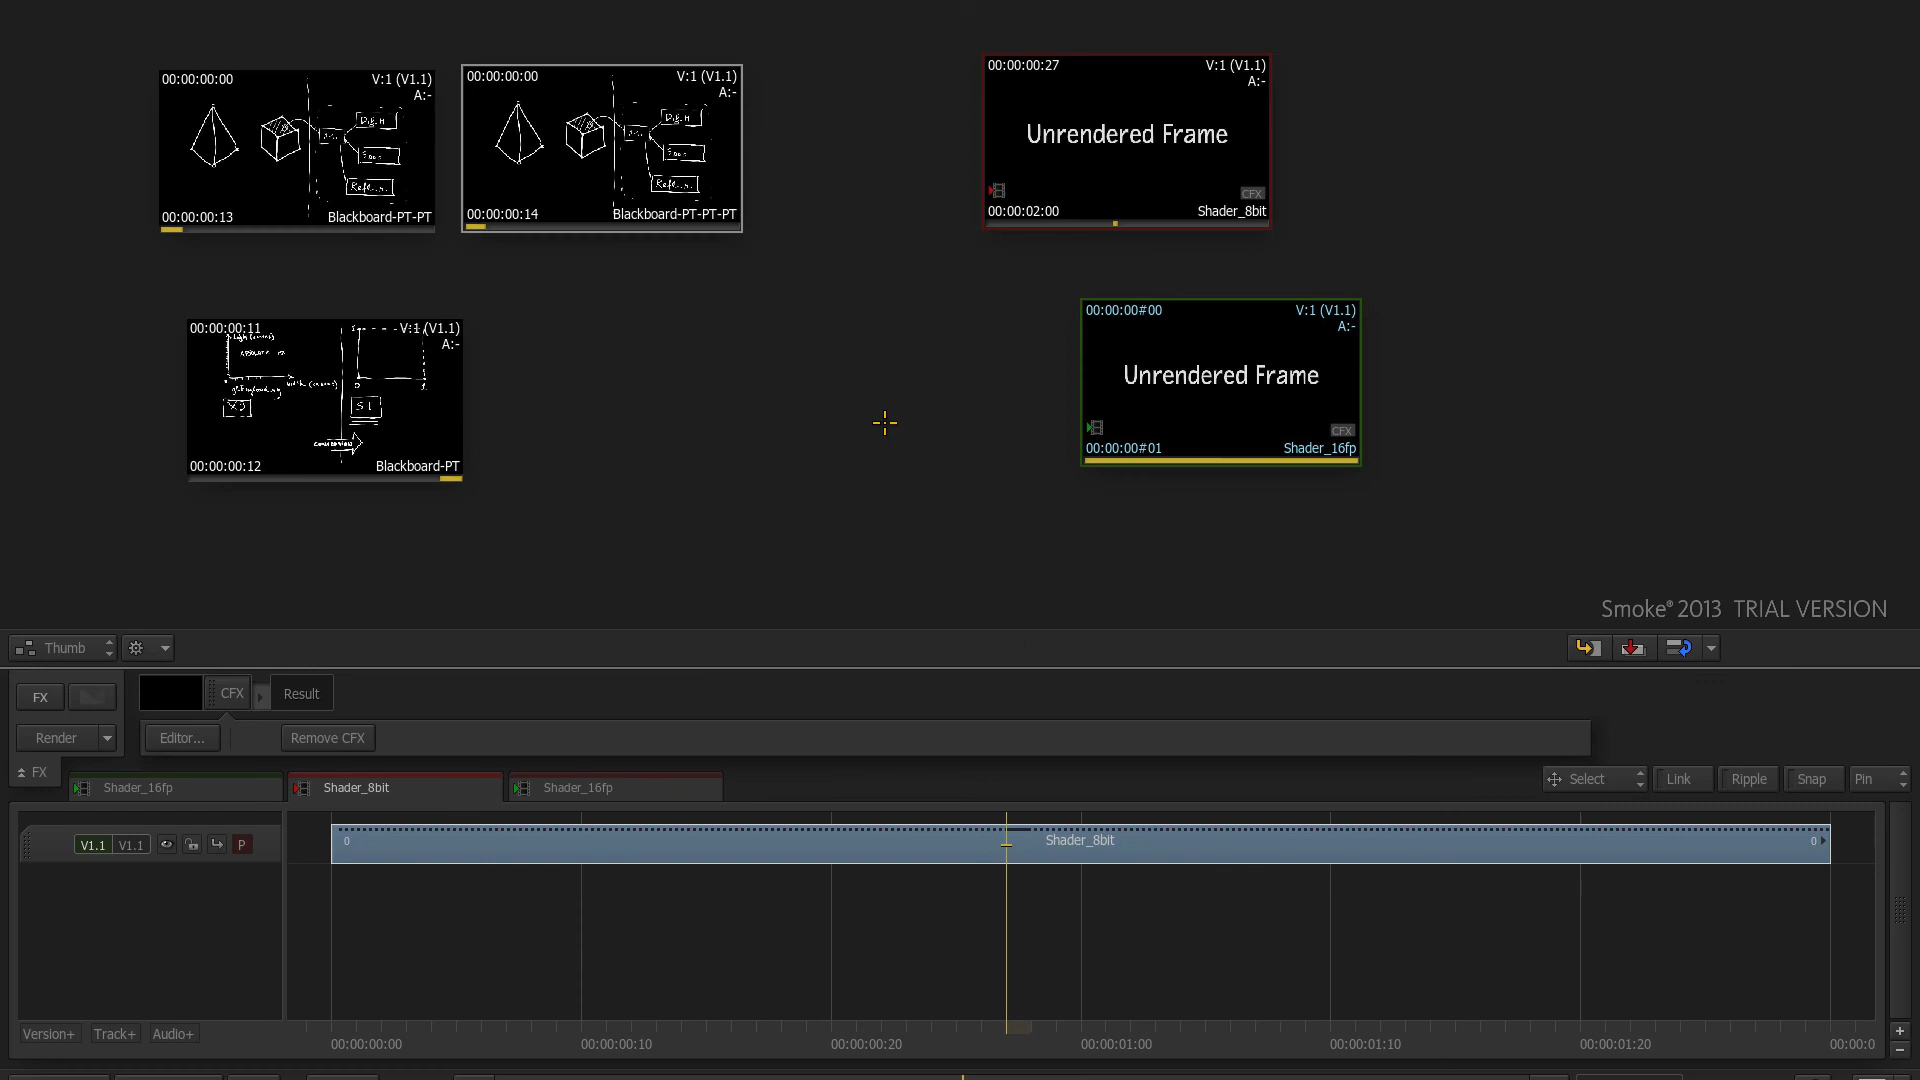 00:00:00:00 V:1 (V1.1)
A:-
00:00:00:13 Blackboard-PT-PT
00:00:00:00 V:1 (V1.1)
A:-
00:00:00:14 Blackboard-PT-PT-PT
00:00:00:27 V:1 (V1.1)
A:-
Unrendered Frame
CFX
00:00:02:00 Shader_8bit
00:00:00:11 V:1 (V1.1)
A:-
00:00:00:12 Blackboard-PT
00:00:00#00 V:1 (V1.1)
A:-
Unrendered Frame
CFX
00:00:00#01 Shader_16fp
Smoke® 2013 TRIAL VERSION
Thumb
FX CFX Result
Render Editor... Remove CFX
FX
Shader_16fp Shader_8bit Shader_16fp
Select Link Ripple Snap Pin
V1.1 V1.1 P
0 Shader_8bit 0
Version+ Track+ Audio+
00:00:00:00 00:00:00:10 00:00:00:20 00:00:01:00 00:00:01:10 00:00:01:20 00:00:0